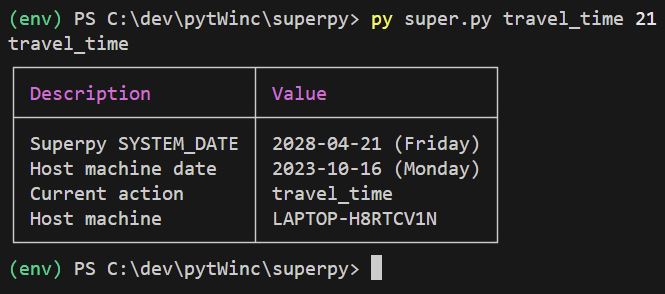 (env) PS C:\dev\pytWinc\superpy> py super.py travel_time 21
travel_time
Description Value
Superpy SYSTEM_DATE 2028-04-21 (Friday)
Host machine date 2023-10-16 (Monday)
Current action travel_time
Host machine LAPTOP-H8RTCV1N
(env) PS C:\dev\pytWinc\superpy>